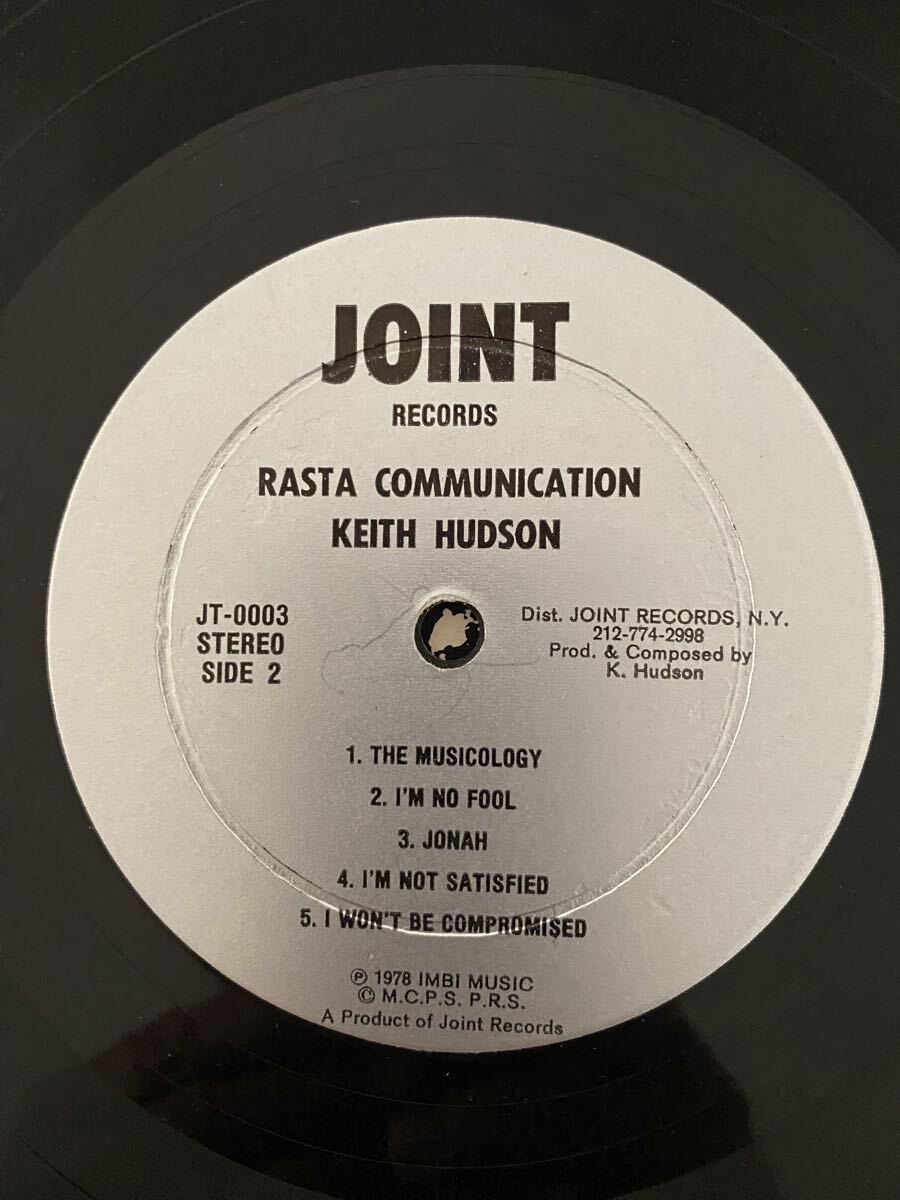 JOINT
RECORDS
RASTA COMMUNICATION
KEITH HUDSON
JT-0003
STEREO
SIDE 2
Dist. JOINT RECORDS, N.Y.
212-774-2998
Prod. & Composed by
K. Hudson
1. THE MUSICOLOGY
2. I'M NO FOOL
3. JONAH
4. I'M NOT SATISFIED
5. I WON'T BE COMPROMISED
℗ 1978 IMBI MUSIC
© M.C.P.S. P.R.S.
A Product of Joint Records